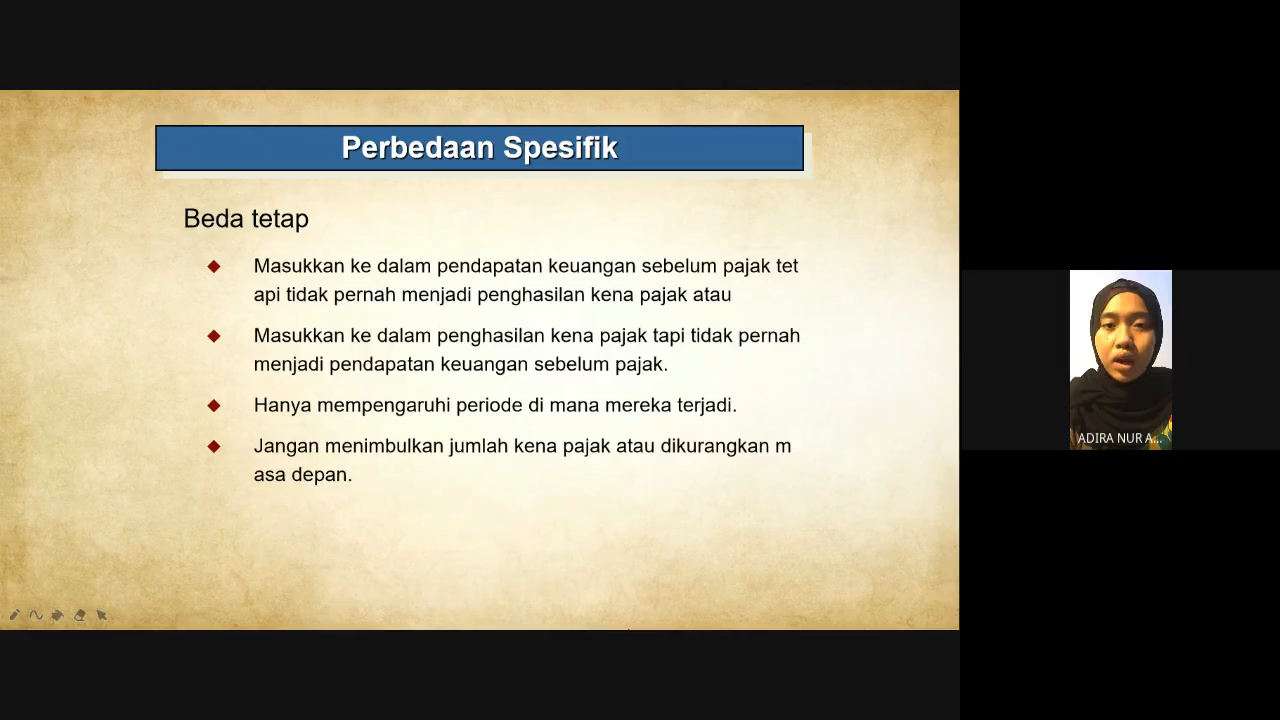 Perbedaan Spesifik
Beda tetap
Masukkan ke dalam pendapatan keuangan sebelum pajak tet
api tidak pernah menjadi penghasilan kena pajak atau
Masukkan ke dalam penghasilan kena pajak tapi tidak pernah
menjadi pendapatan keuangan sebelum pajak.
Hanya mempengaruhi periode di mana mereka terjadi.
Jangan menimbulkan jumlah kena pajak atau dikurangkan m
asa depan.
ADIRA NUR A...